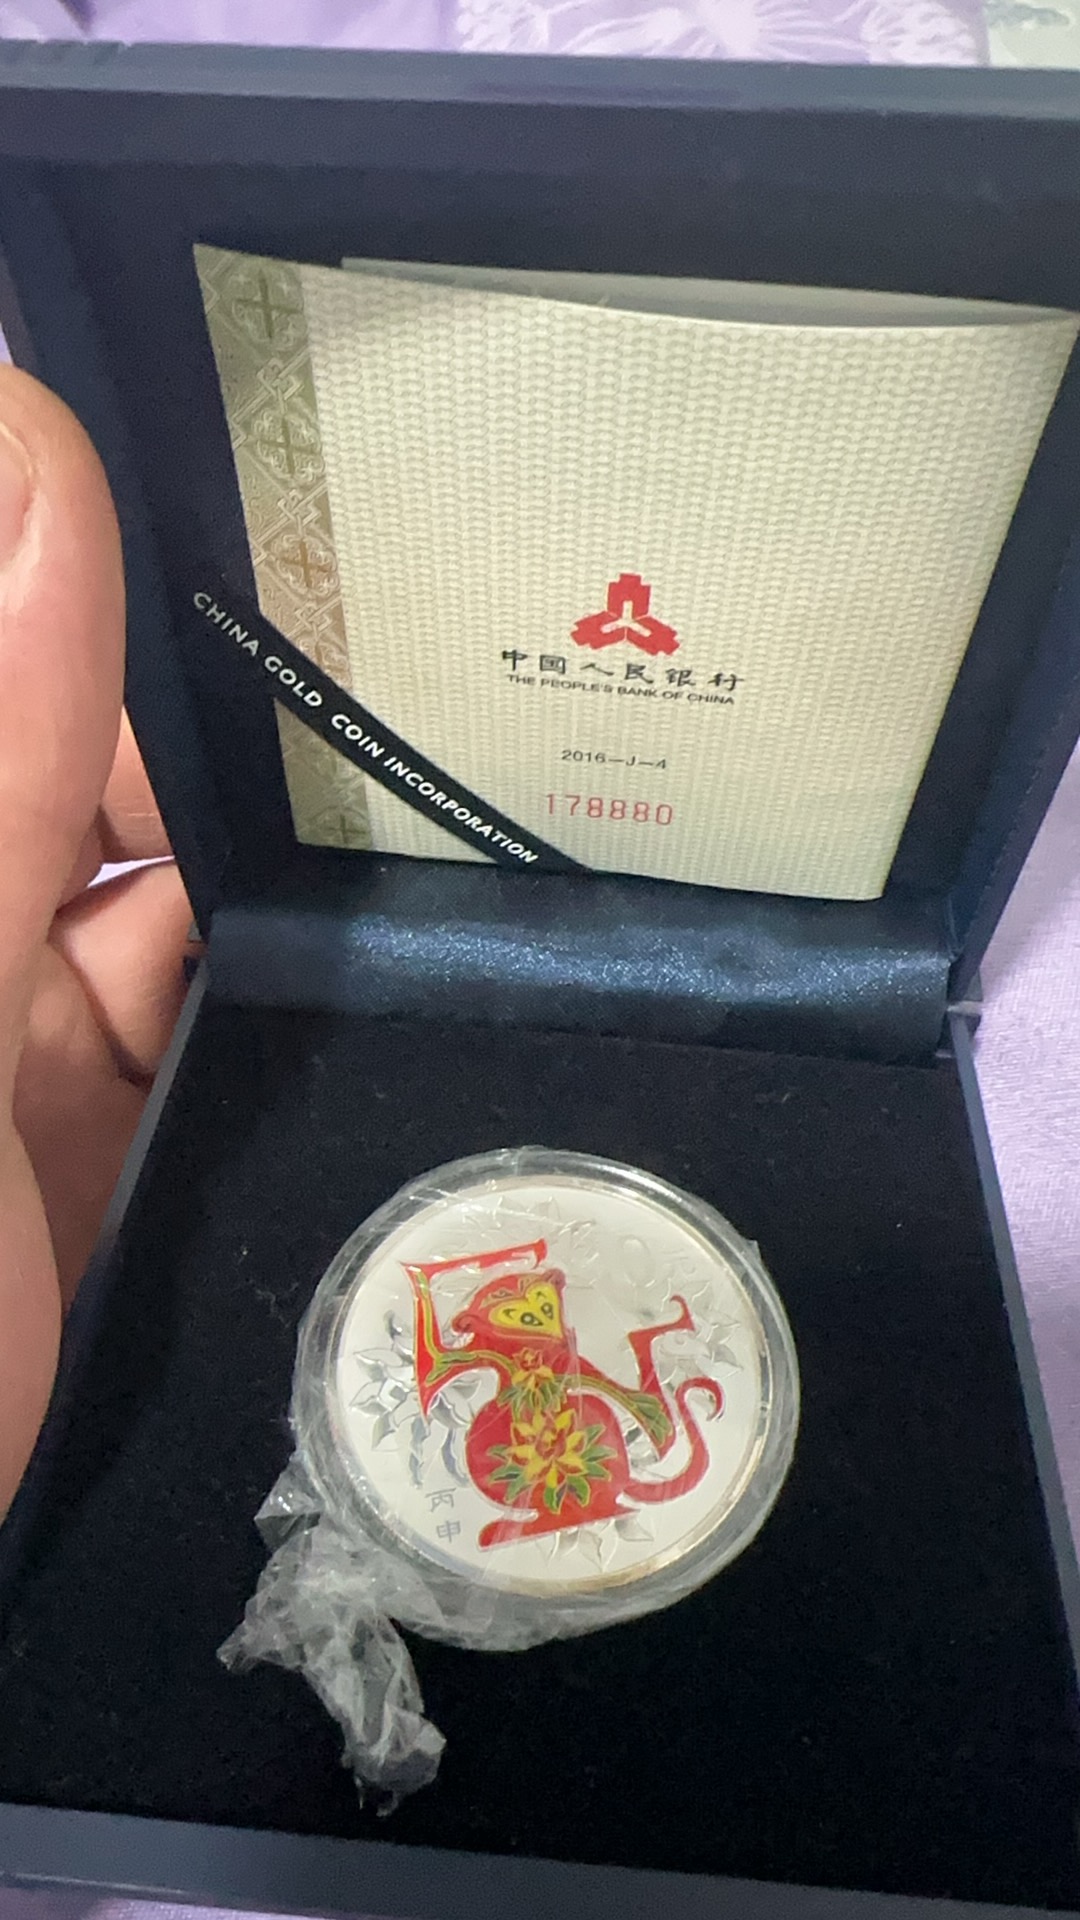 中国人民银行
THE PEOPLE'S BANK OF CHINA
2016-J-4
178880
CHINA GOLD COIN INCORPORATION
丙申